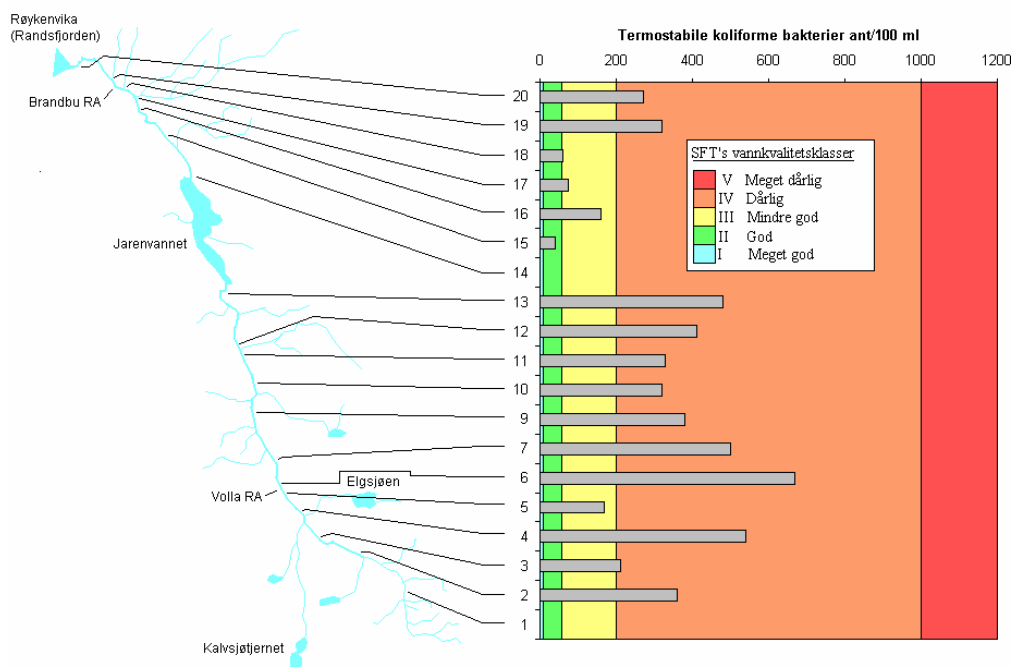 Røykenvika
(Randsfjorden)
Brandbu RA
Jarenvannet
Volla RA
Elgsjøen
Kalvsjøtjernet
Termostabile koliforme bakterier ant/100 ml
0 200 400 600 800 1000 1200
20
19
18
17
16
15
14
13
12
11
10
9
7
6
5
4
3
2
1
SFT's vannkvalitetsklasser
V Meget dårlig
IV Dårlig
III Mindre god
II God
I Meget god